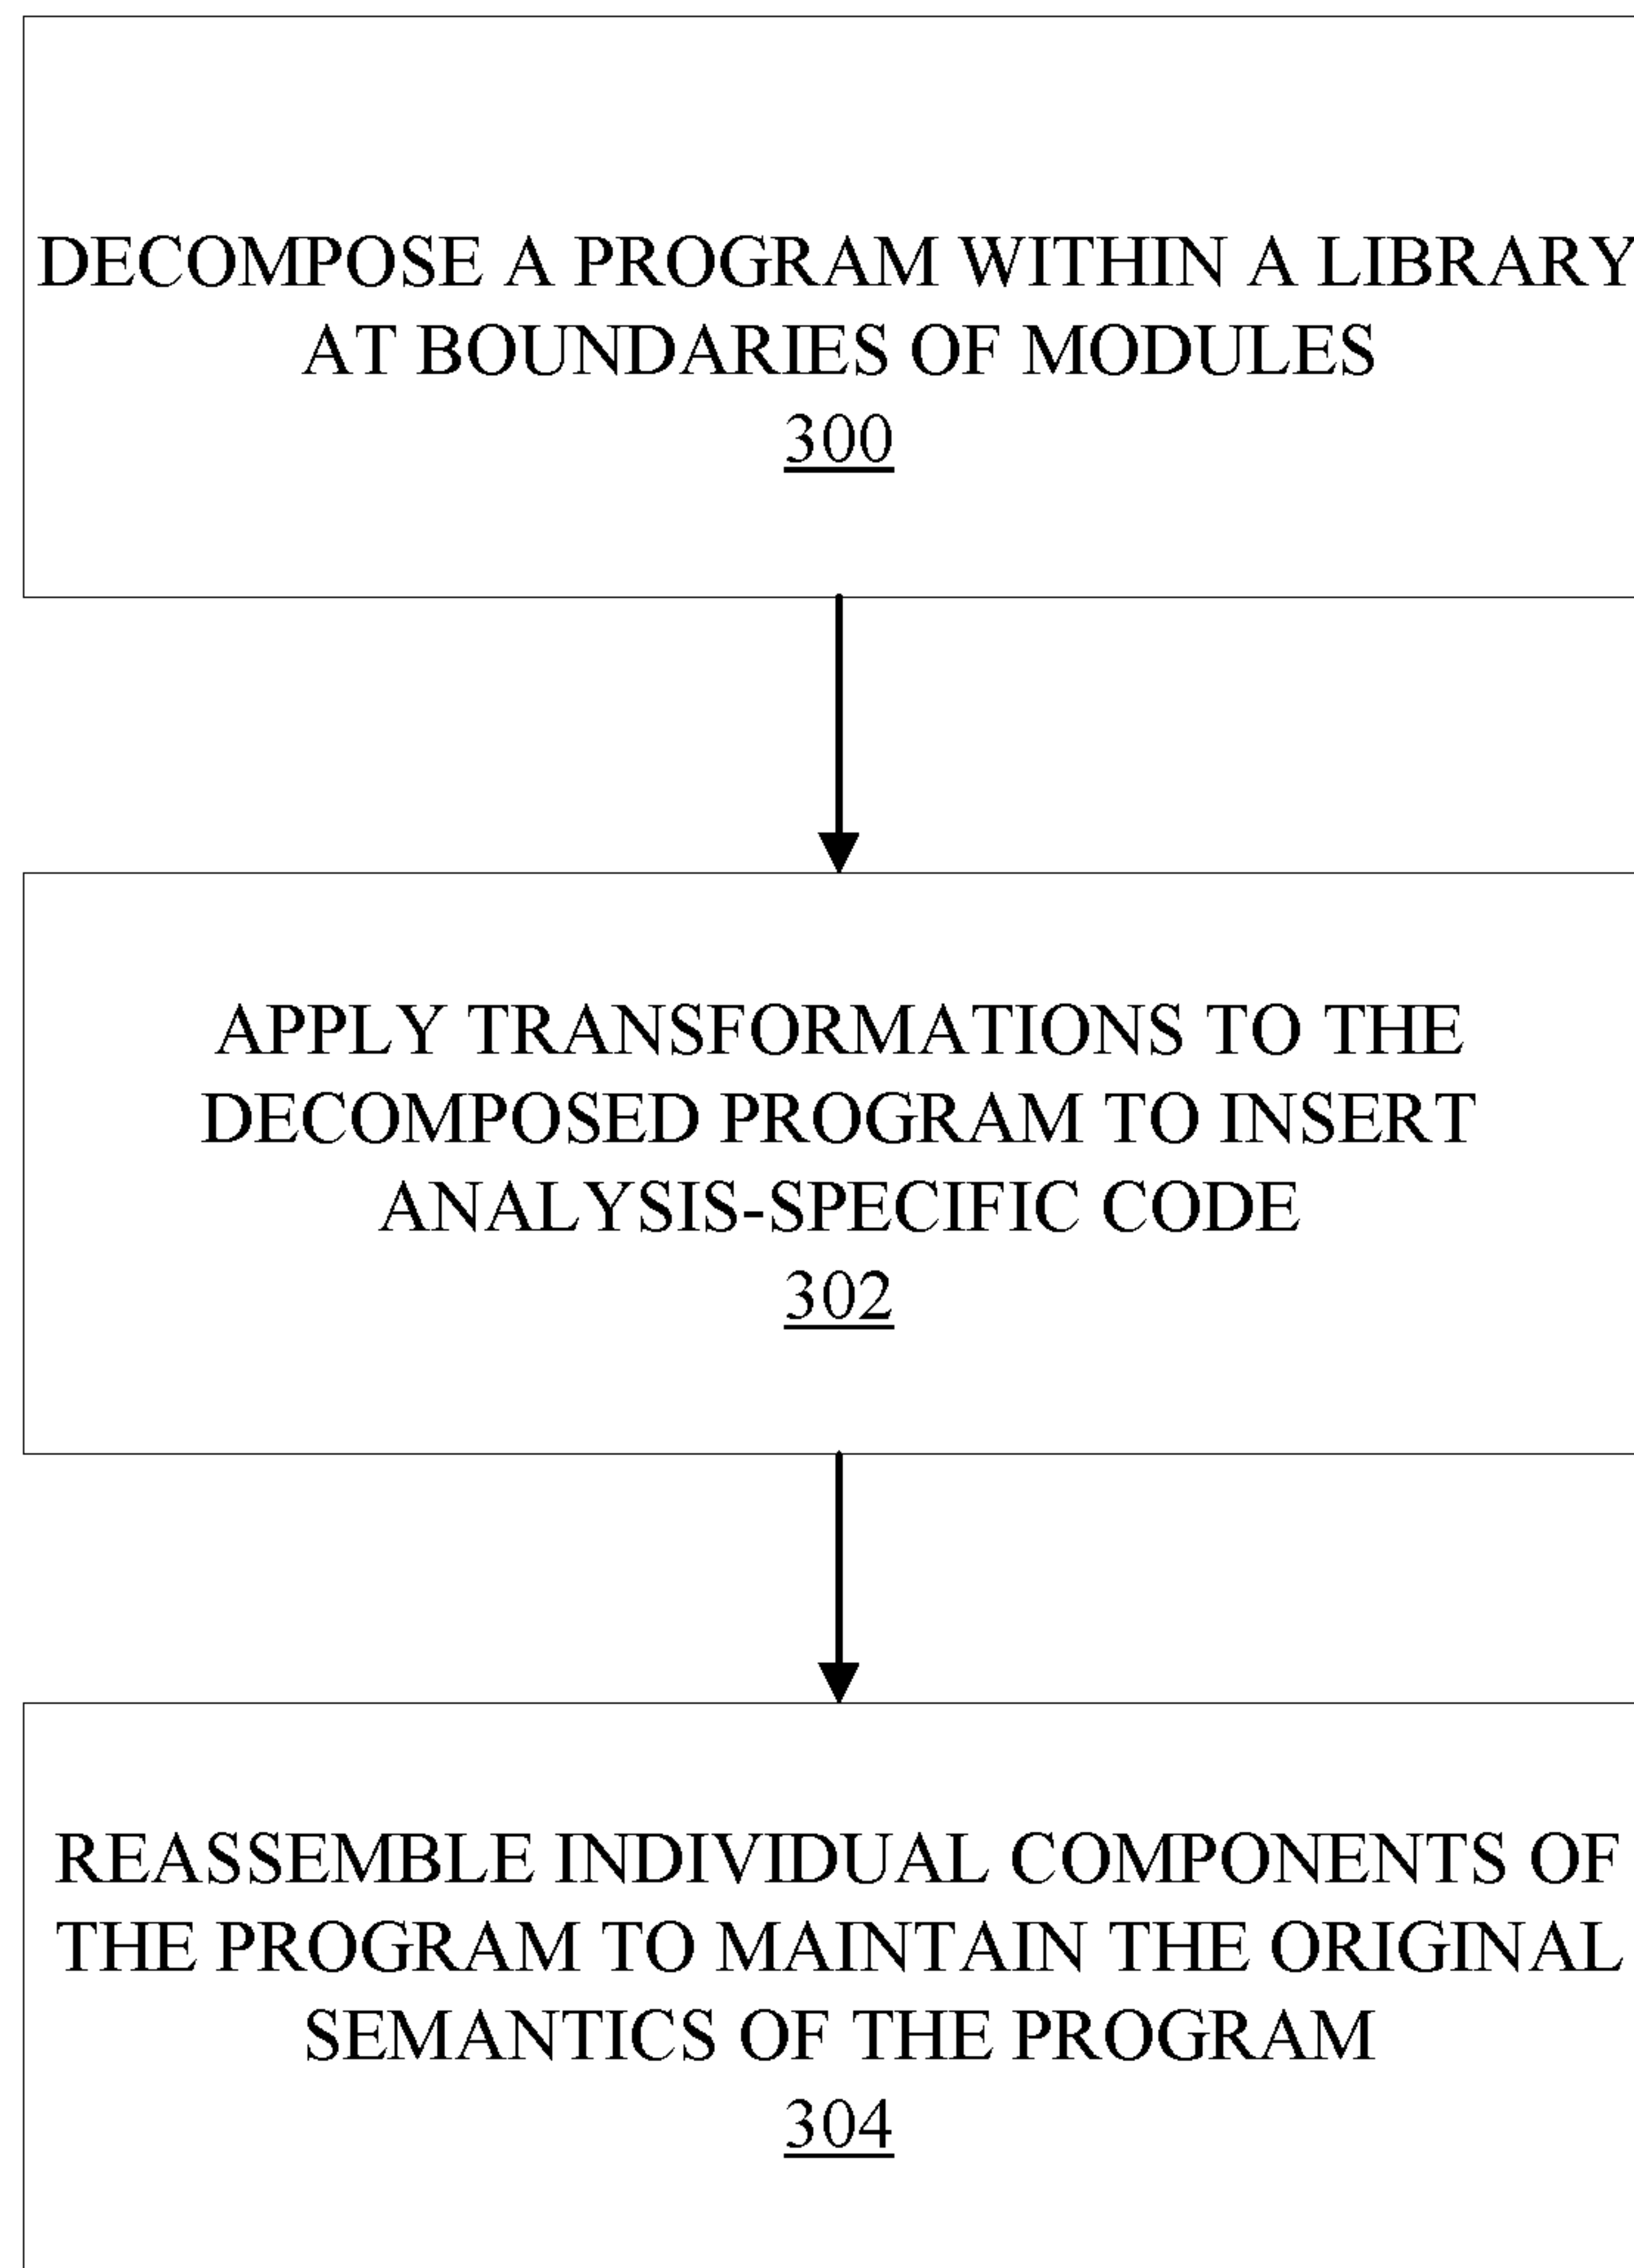 DECOMPOSE A PROGRAM WITHIN A LIBRARY
AT BOUNDARIES OF MODULES
300
APPLY TRANSFORMATIONS TO THE
DECOMPOSED PROGRAM TO INSERT
ANALYSIS-SPECIFIC CODE
302
REASSEMBLE INDIVIDUAL COMPONENTS OF
THE PROGRAM TO MAINTAIN THE ORIGINAL
SEMANTICS OF THE PROGRAM
304